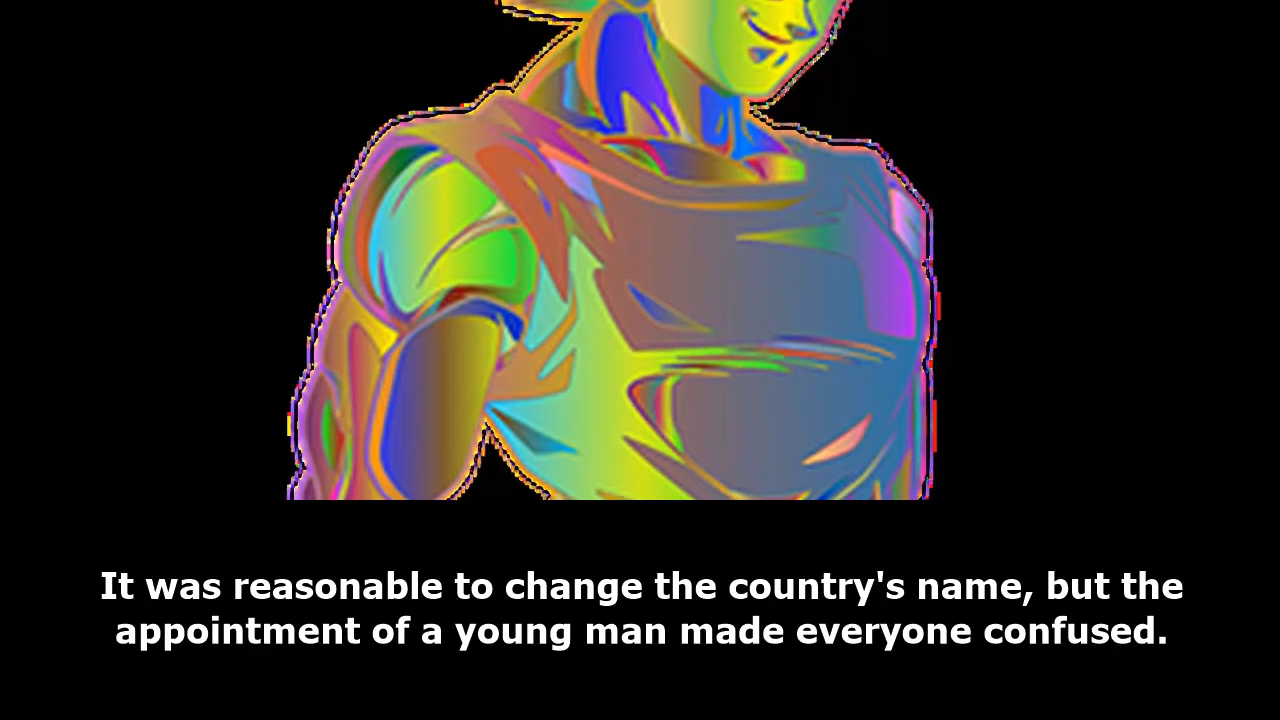 It was reasonable to change the country's name, but the
appointment of a young man made everyone confused.